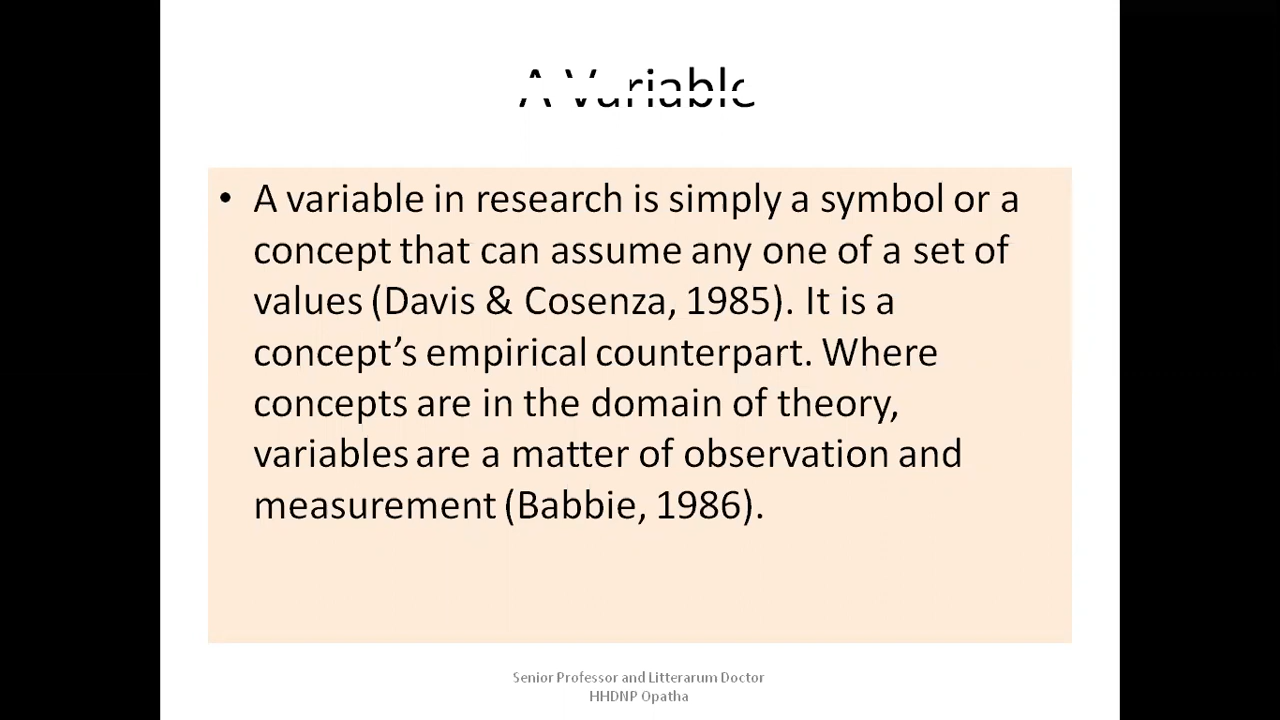 A Variable
• A variable in research is simply a symbol or a
concept that can assume any one of a set of
values (Davis & Cosenza, 1985). It is a
concept’s empirical counterpart. Where
concepts are in the domain of theory,
variables are a matter of observation and
measurement (Babbie, 1986).
Senior Professor and Litterarum Doctor
HHDNP Opatha